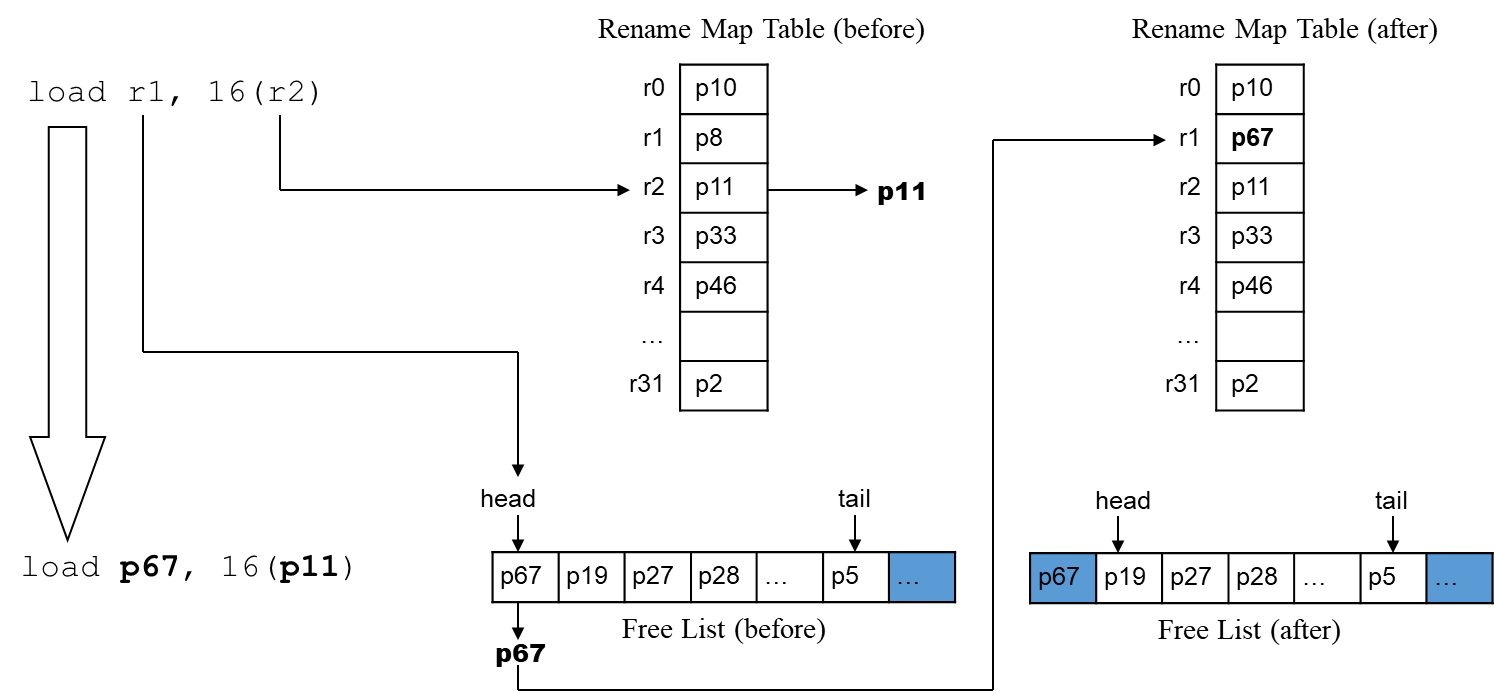 Rename Map Table (before)
Rename Map Table (after)
load r1, 16(r2)
r0 p10
r1 p8
r2 p11
r3 p33
r4 p46
...
r31 p2
p11
r0 p10
r1 p67
r2 p11
r3 p33
r4 p46
...
r31 p2
head
tail
head
tail
load p67, 16(p11)
p67 p19 p27 p28 ... p5 ...
p67 p19 p27 p28 ... p5 ...
Free List (before)
Free List (after)
p67